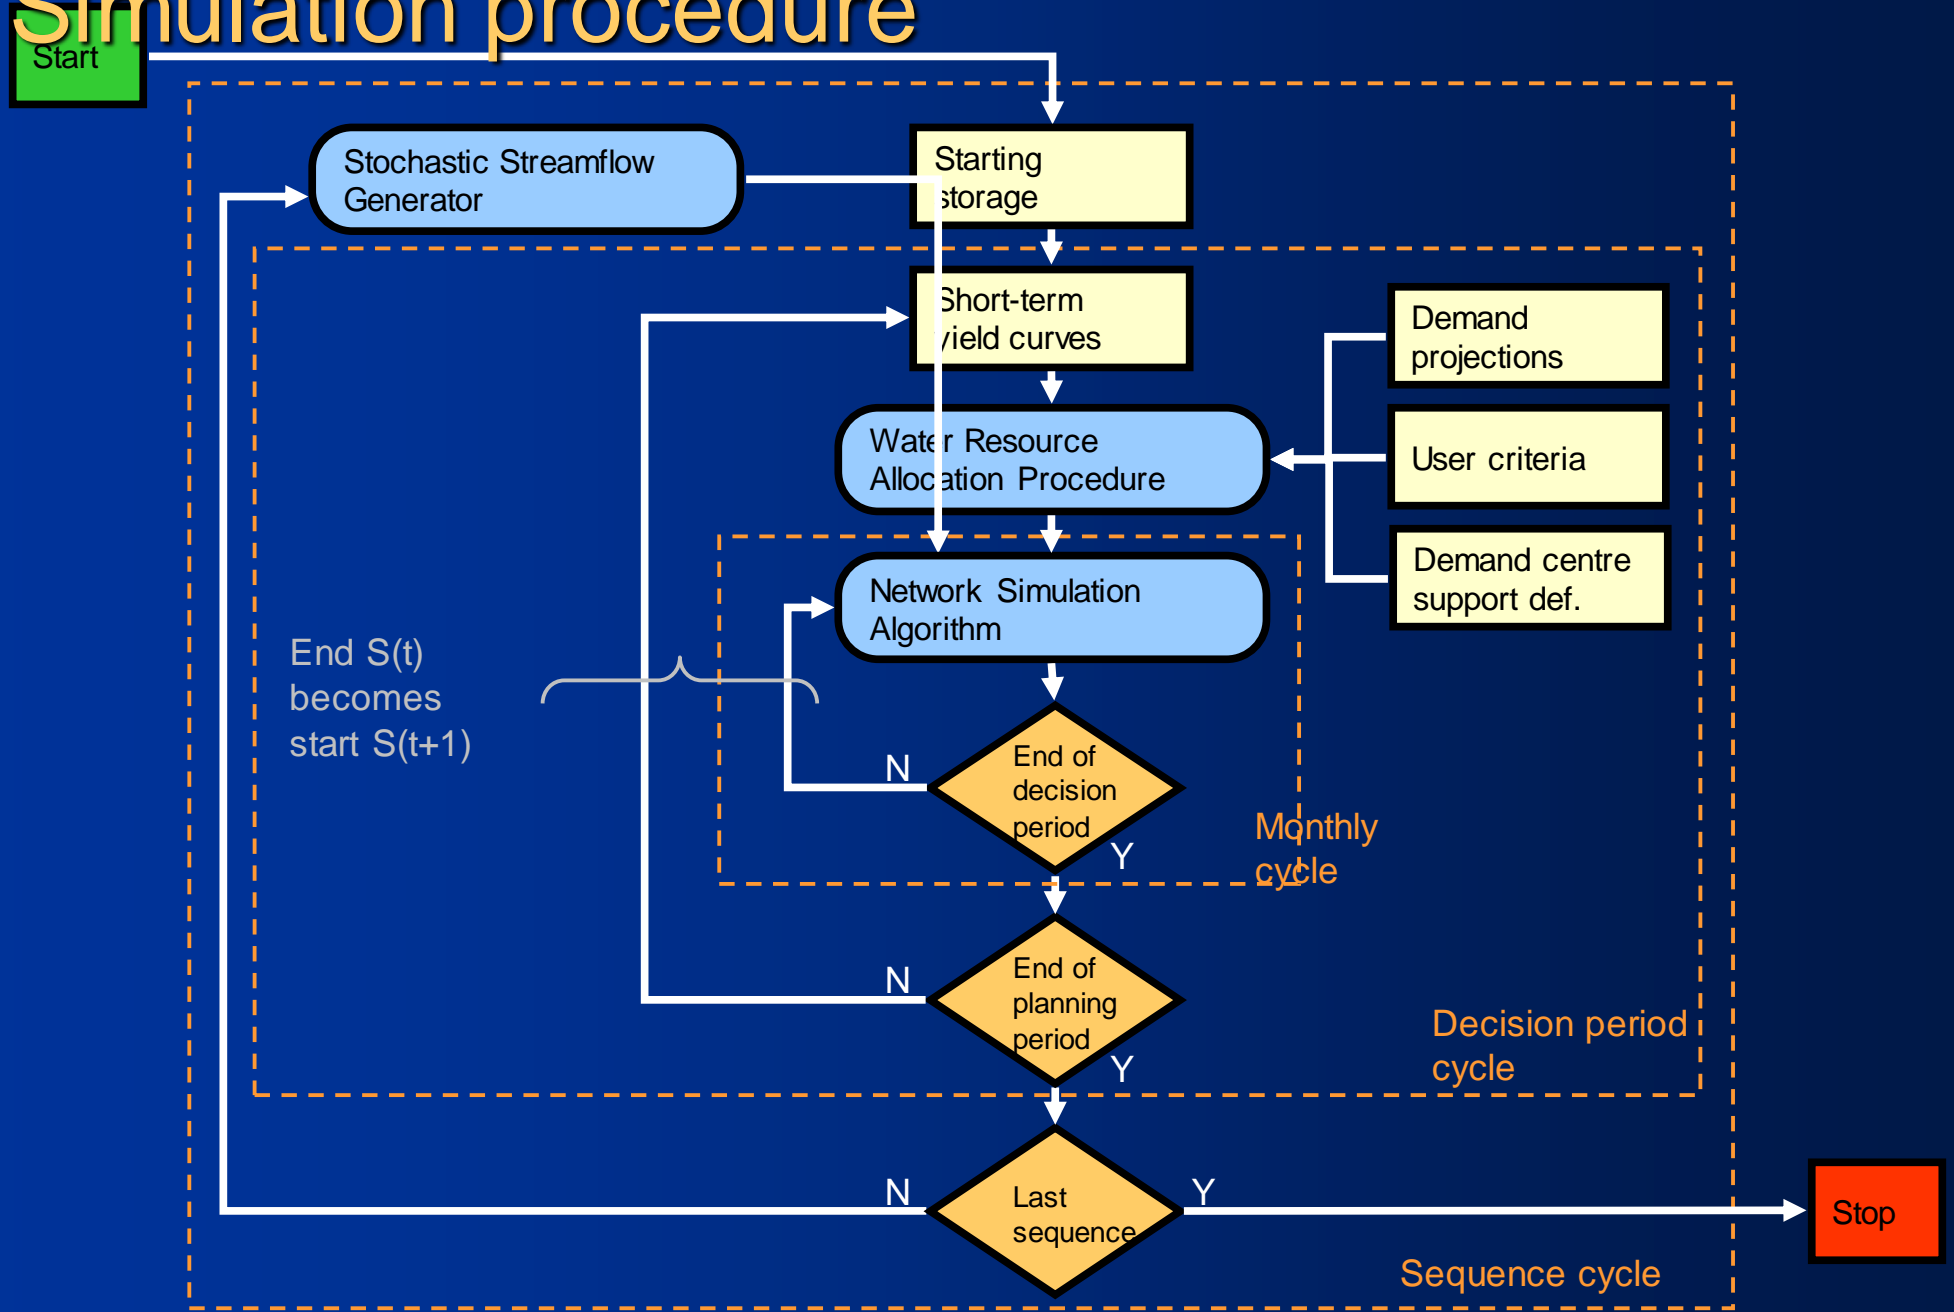 Simulation procedure
Start
Stochastic Streamflow
Generator
Starting
storage
Short-term
yield curves
Demand
projections
Water Resource
Allocation Procedure
User criteria
Demand centre
support def.
Network Simulation
Algorithm
End S(t)
becomes
start S(t+1)
End of
decision
period
N
Y
Monthly
cycle
End of
planning
period
N
Y
Decision period
cycle
Last
sequence
N
Y
Stop
Sequence cycle